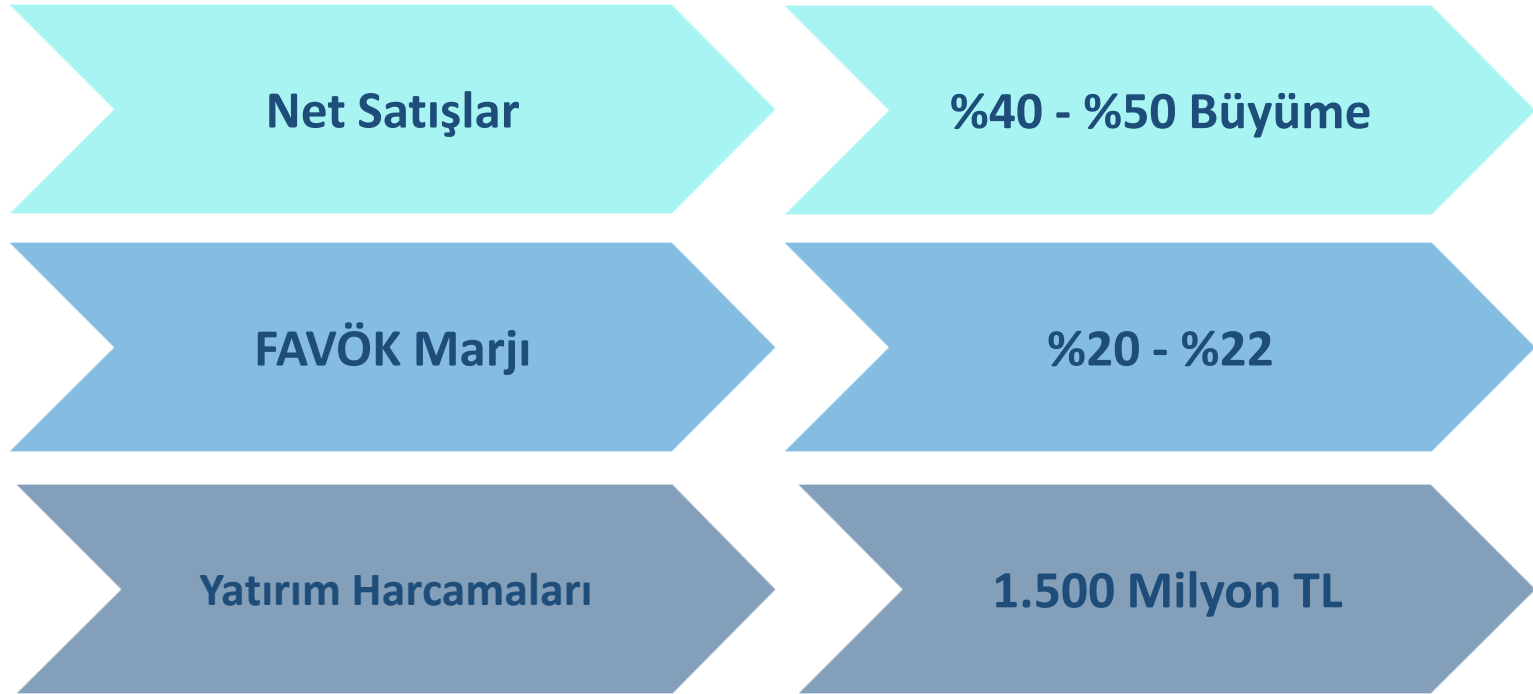 Net Satışlar
%40 - %50 Büyüme
FAVÖK Marjı
%20 - %22
Yatırım Harcamaları
1.500 Milyon TL